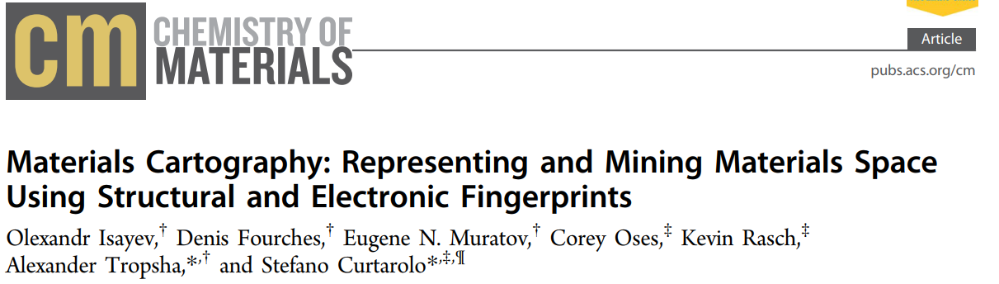 cm CHEMISTRY OF
MATERIALS
Article
pubs.acs.org/cm
Materials Cartography: Representing and Mining Materials Space
Using Structural and Electronic Fingerprints
Olexandr Isayev,† Denis Fourches,† Eugene N. Muratov,† Corey Oses,‡ Kevin Rasch,‡
Alexander Tropsha,*,† and Stefano Curtarolo*,‡,¶